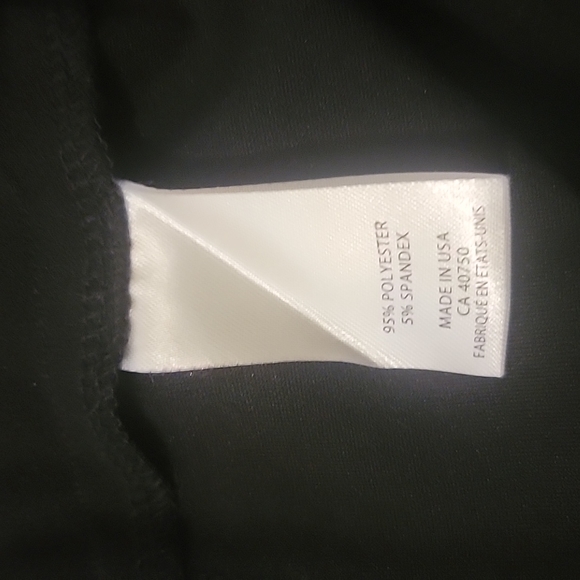 95% POLYESTER
5% SPANDEX
MADE IN USA
CA 40750
FABRIQUÉ EN ÉTATS-UNIS